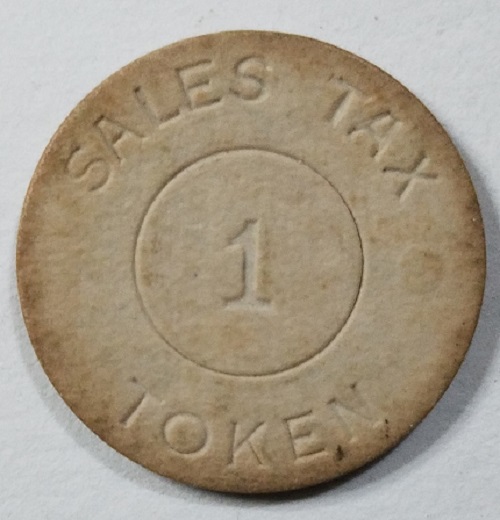 SALES TAX
1
TOKEN